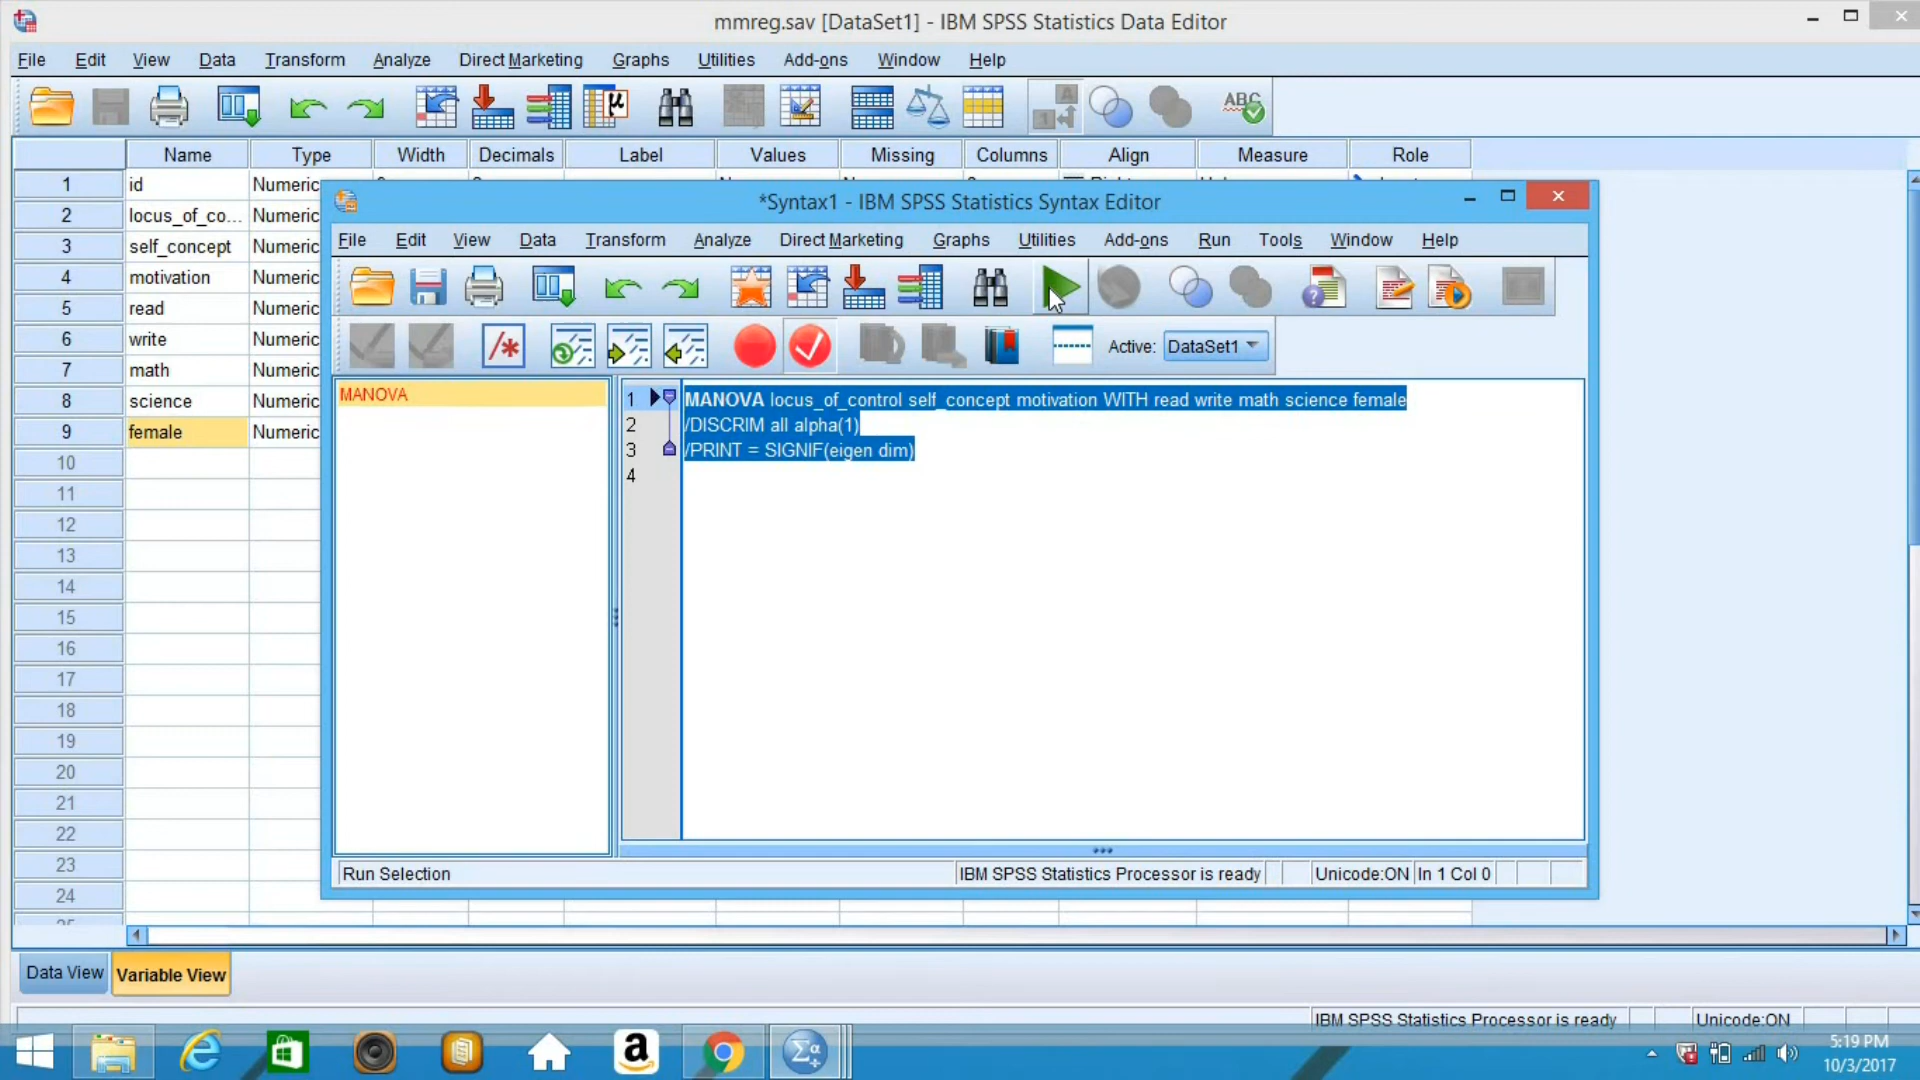 mmreg.sav [DataSet1] - IBM SPSS Statistics Data Editor
File Edit View Data Transform Analyze Direct Marketing Graphs Utilities Add-ons Window Help
ABC
Name Type Width Decimals Label Values Missing Columns Align Measure Role
1 id Numeric
2 locus_of_co... Numeric
3 self_concept Numeric
4 motivation Numeric
5 read Numeric
6 write Numeric
7 math Numeric
8 science Numeric
9 female Numeric
10
11
12
13
14
15
16
17
18
19
20
21
22
23
24
*Syntax1 - IBM SPSS Statistics Syntax Editor
File Edit View Data Transform Analyze Direct Marketing Graphs Utilities Add-ons Run Tools Window Help
Active: DataSet1
MANOVA
1 MANOVA locus_of_control self_concept motivation WITH read write math science female
2 /DISCRIM all alpha(1)
3 /PRINT = SIGNIF(eigen dim)
4
Run Selection IBM SPSS Statistics Processor is ready Unicode:ON In 1 Col 0
Data View Variable View
IBM SPSS Statistics Processor is ready Unicode:ON
5:19 PM
10/3/2017